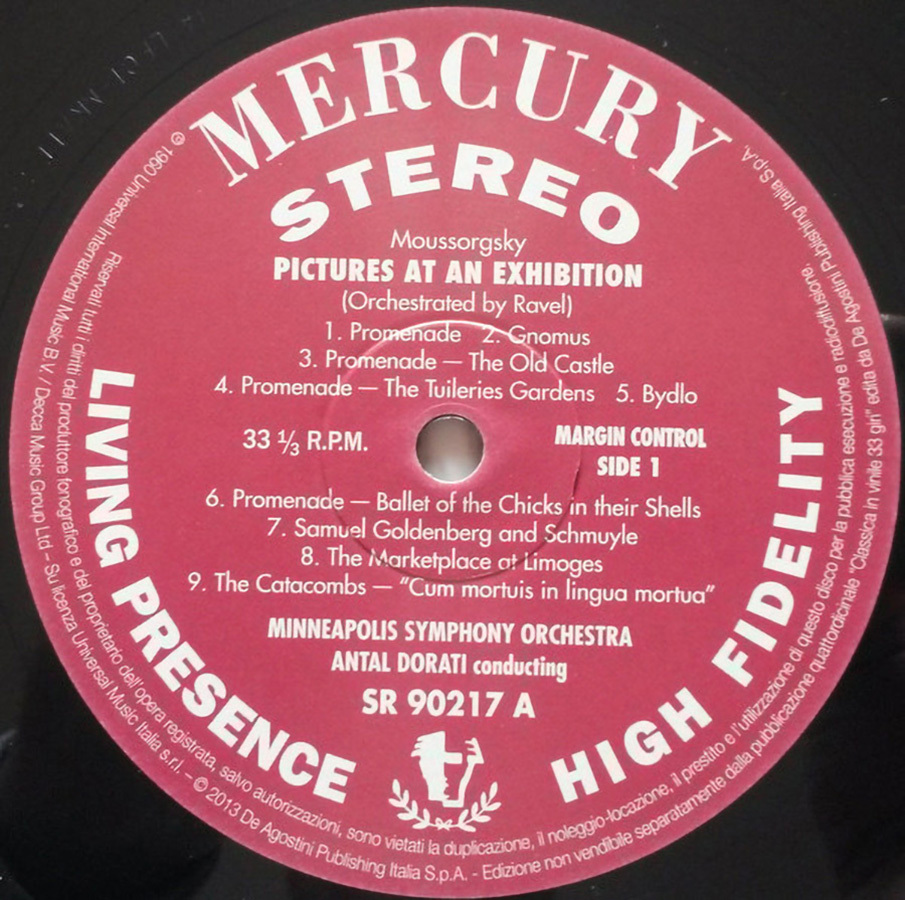 MERCURY
STEREO
Moussorgsky
PICTURES AT AN EXHIBITION
(Orchestrated by Ravel)
1. Promenade 2. Gnomus
3. Promenade — The Old Castle
4. Promenade — The Tuileries Gardens 5. Bydlo
33 1/3 R.P.M.
MARGIN CONTROL
SIDE 1
6. Promenade — Ballet of the Chicks in their Shells
7. Samuel Goldenberg and Schmuyle
8. The Marketplace at Limoges
9. The Catacombs — "Cum mortuis in lingua mortua"
MINNEAPOLIS SYMPHONY ORCHESTRA
ANTAL DORATI conducting
SR 90217 A
LIVING PRESENCE
HIGH FIDELITY
℗ 1960 Universal International Music B.V. / Decca Music Group Ltd – Su licenza Universal Music Italia s.r.l. – © 2013 De Agostini Publishing Italia S.p.A. - Edizione non vendibile separatamente dalla pubblicazione quattordicinale "Classica in vinile 33 giri" edita da De Agostini Publishing Italia S.p.A.
Riservati tutti i diritti del produttore fonografico e del proprietario dell'opera registrata, salvo autorizzazioni, sono vietati la duplicazione, il noleggio-locazione, il prestito e l'utilizzazione di questo disco per la pubblica esecuzione e radiodiffusione.